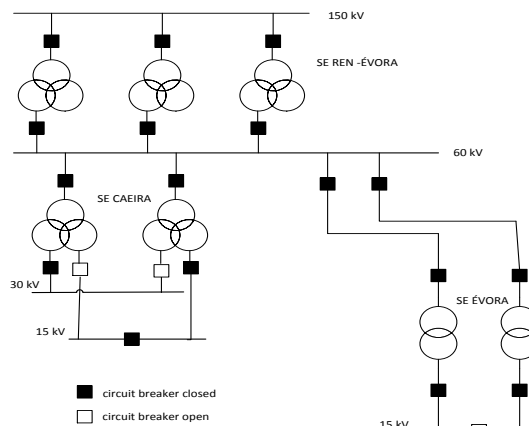 150 kV
SE REN -ÉVORA
60 kV
SE CAEIRA
30 kV
SE ÉVORA
15 kV
circuit breaker closed
circuit breaker open
15 kV